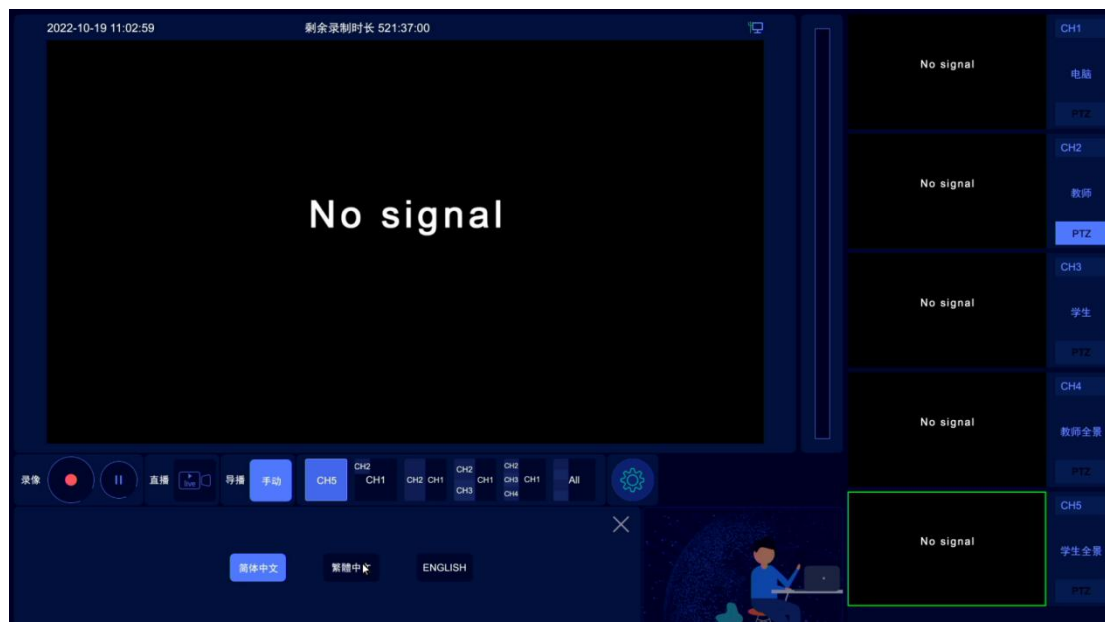 2022-10-19 11:02:59
剩余录制时长 521:37:00
No signal
No signal
CH1
电脑
PTZ
No signal
CH2
教师
PTZ
No signal
CH3
学生
PTZ
No signal
CH4
教师全景
PTZ
No signal
CH5
学生全景
PTZ
录像
直播
live
导播
手动
CH5
CH2
CH1
CH2 CH1
CH2
CH3
CH1
CH2
CH3
CH4
CH1
All
简体中文
繁體中文
ENGLISH